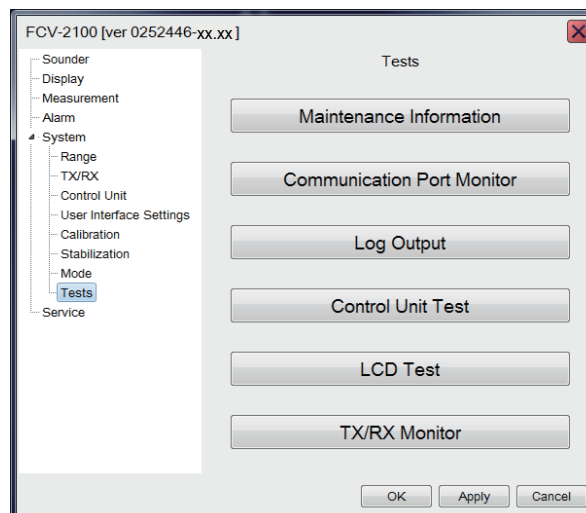 FCV-2100 [ver 0252446-xx.xx]
Sounder
Display
Measurement
Alarm
System
Range
TX/RX
Control Unit
User Interface Settings
Calibration
Stabilization
Mode
Tests
Service
Tests
Maintenance Information
Communication Port Monitor
Log Output
Control Unit Test
LCD Test
TX/RX Monitor
OK
Apply
Cancel